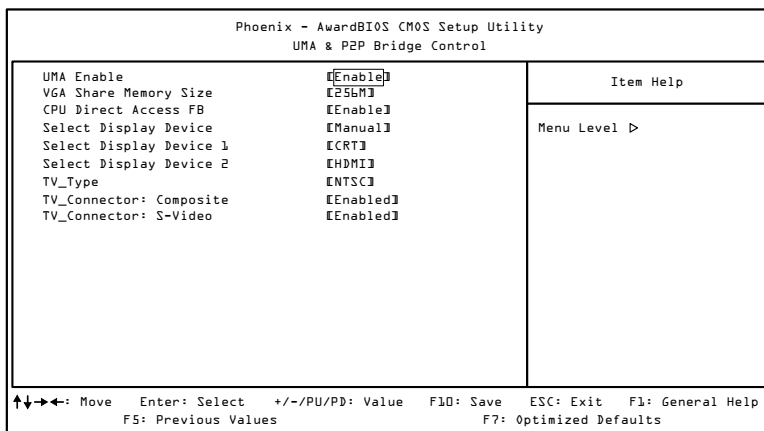 Phoenix - AwardBIOS CMOS Setup Utility
UMA & P2P Bridge Control
UMA Enable [Enable]
VGA Share Memory Size [256M]
CPU Direct Access FB [Enable]
Select Display Device [Manual]
Select Display Device 1 [CRT]
Select Display Device 2 [HDMI]
TV_Type [NTSC]
TV_Connector: Composite [Enabled]
TV_Connector: S-Video [Enabled]
Item Help
Menu Level ▷
↑↓→←: Move Enter: Select +/-/PU/PD: Value F10: Save ESC: Exit F1: General Help
F5: Previous Values F7: Optimized Defaults